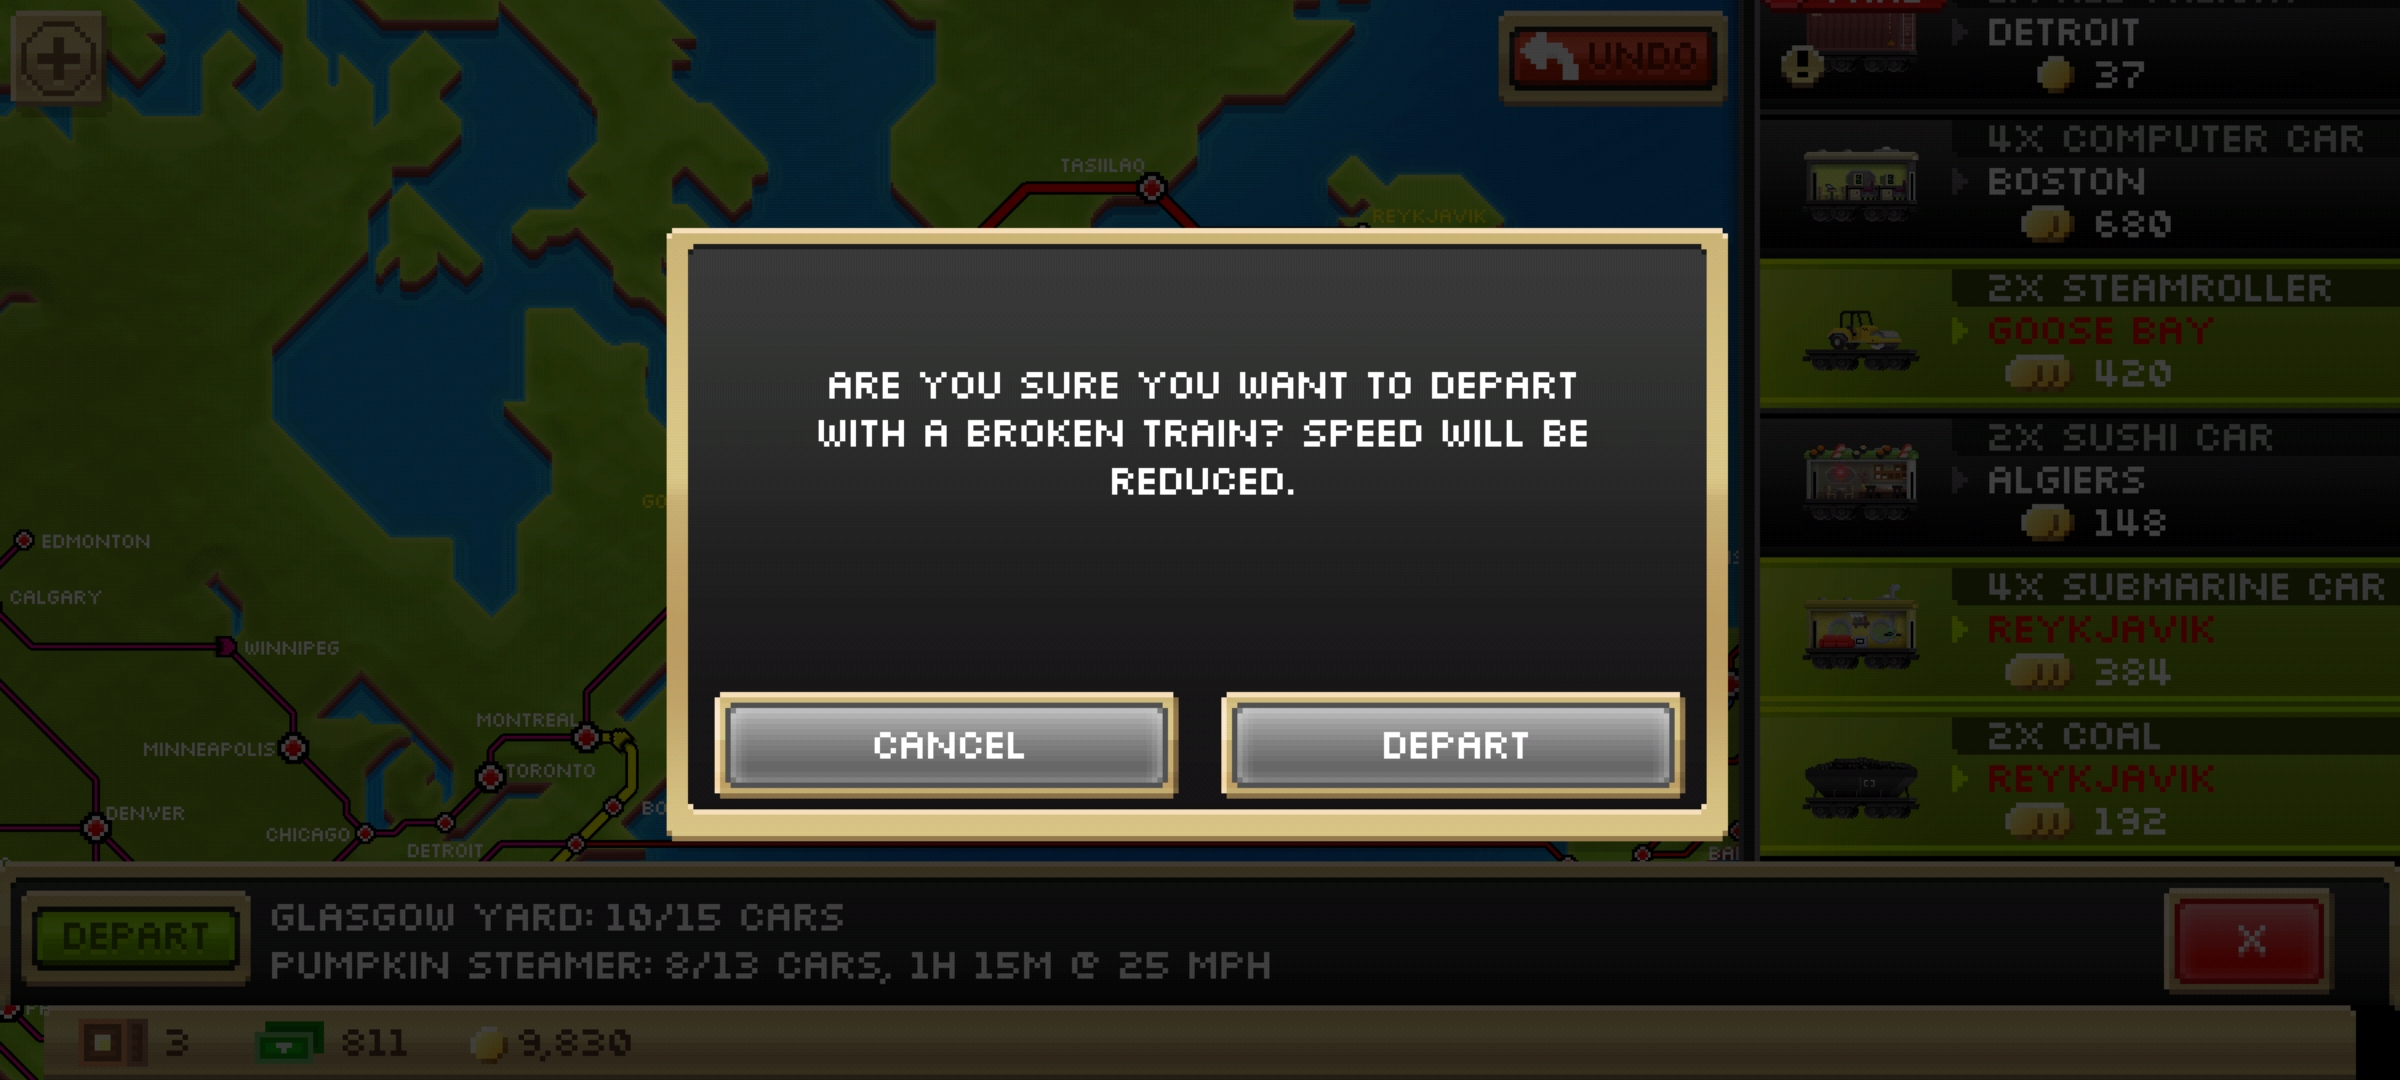 UNDO
DETROIT
37
4X COMPUTER CAR
BOSTON
680
2X STEAMROLLER
GOOSE BAY
420
2X SUSHI CAR
ALGIERS
148
4X SUBMARINE CAR
REYKJAVIK
384
2X COAL
REYKJAVIK
192
TASIILAQ
REYKJAVIK
ARE YOU SURE YOU WANT TO DEPART
WITH A BROKEN TRAIN? SPEED WILL BE
REDUCED.
CANCEL
DEPART
EDMONTON
CALGARY
WINNIPEG
MONTREAL
MINNEAPOLIS
TORONTO
DENVER
CHICAGO
DETROIT
DEPART
GLASGOW YARD: 10/15 CARS
PUMPKIN STEAMER: 8/13 CARS, 1H 15M @ 25 MPH
X
3
811
9,830